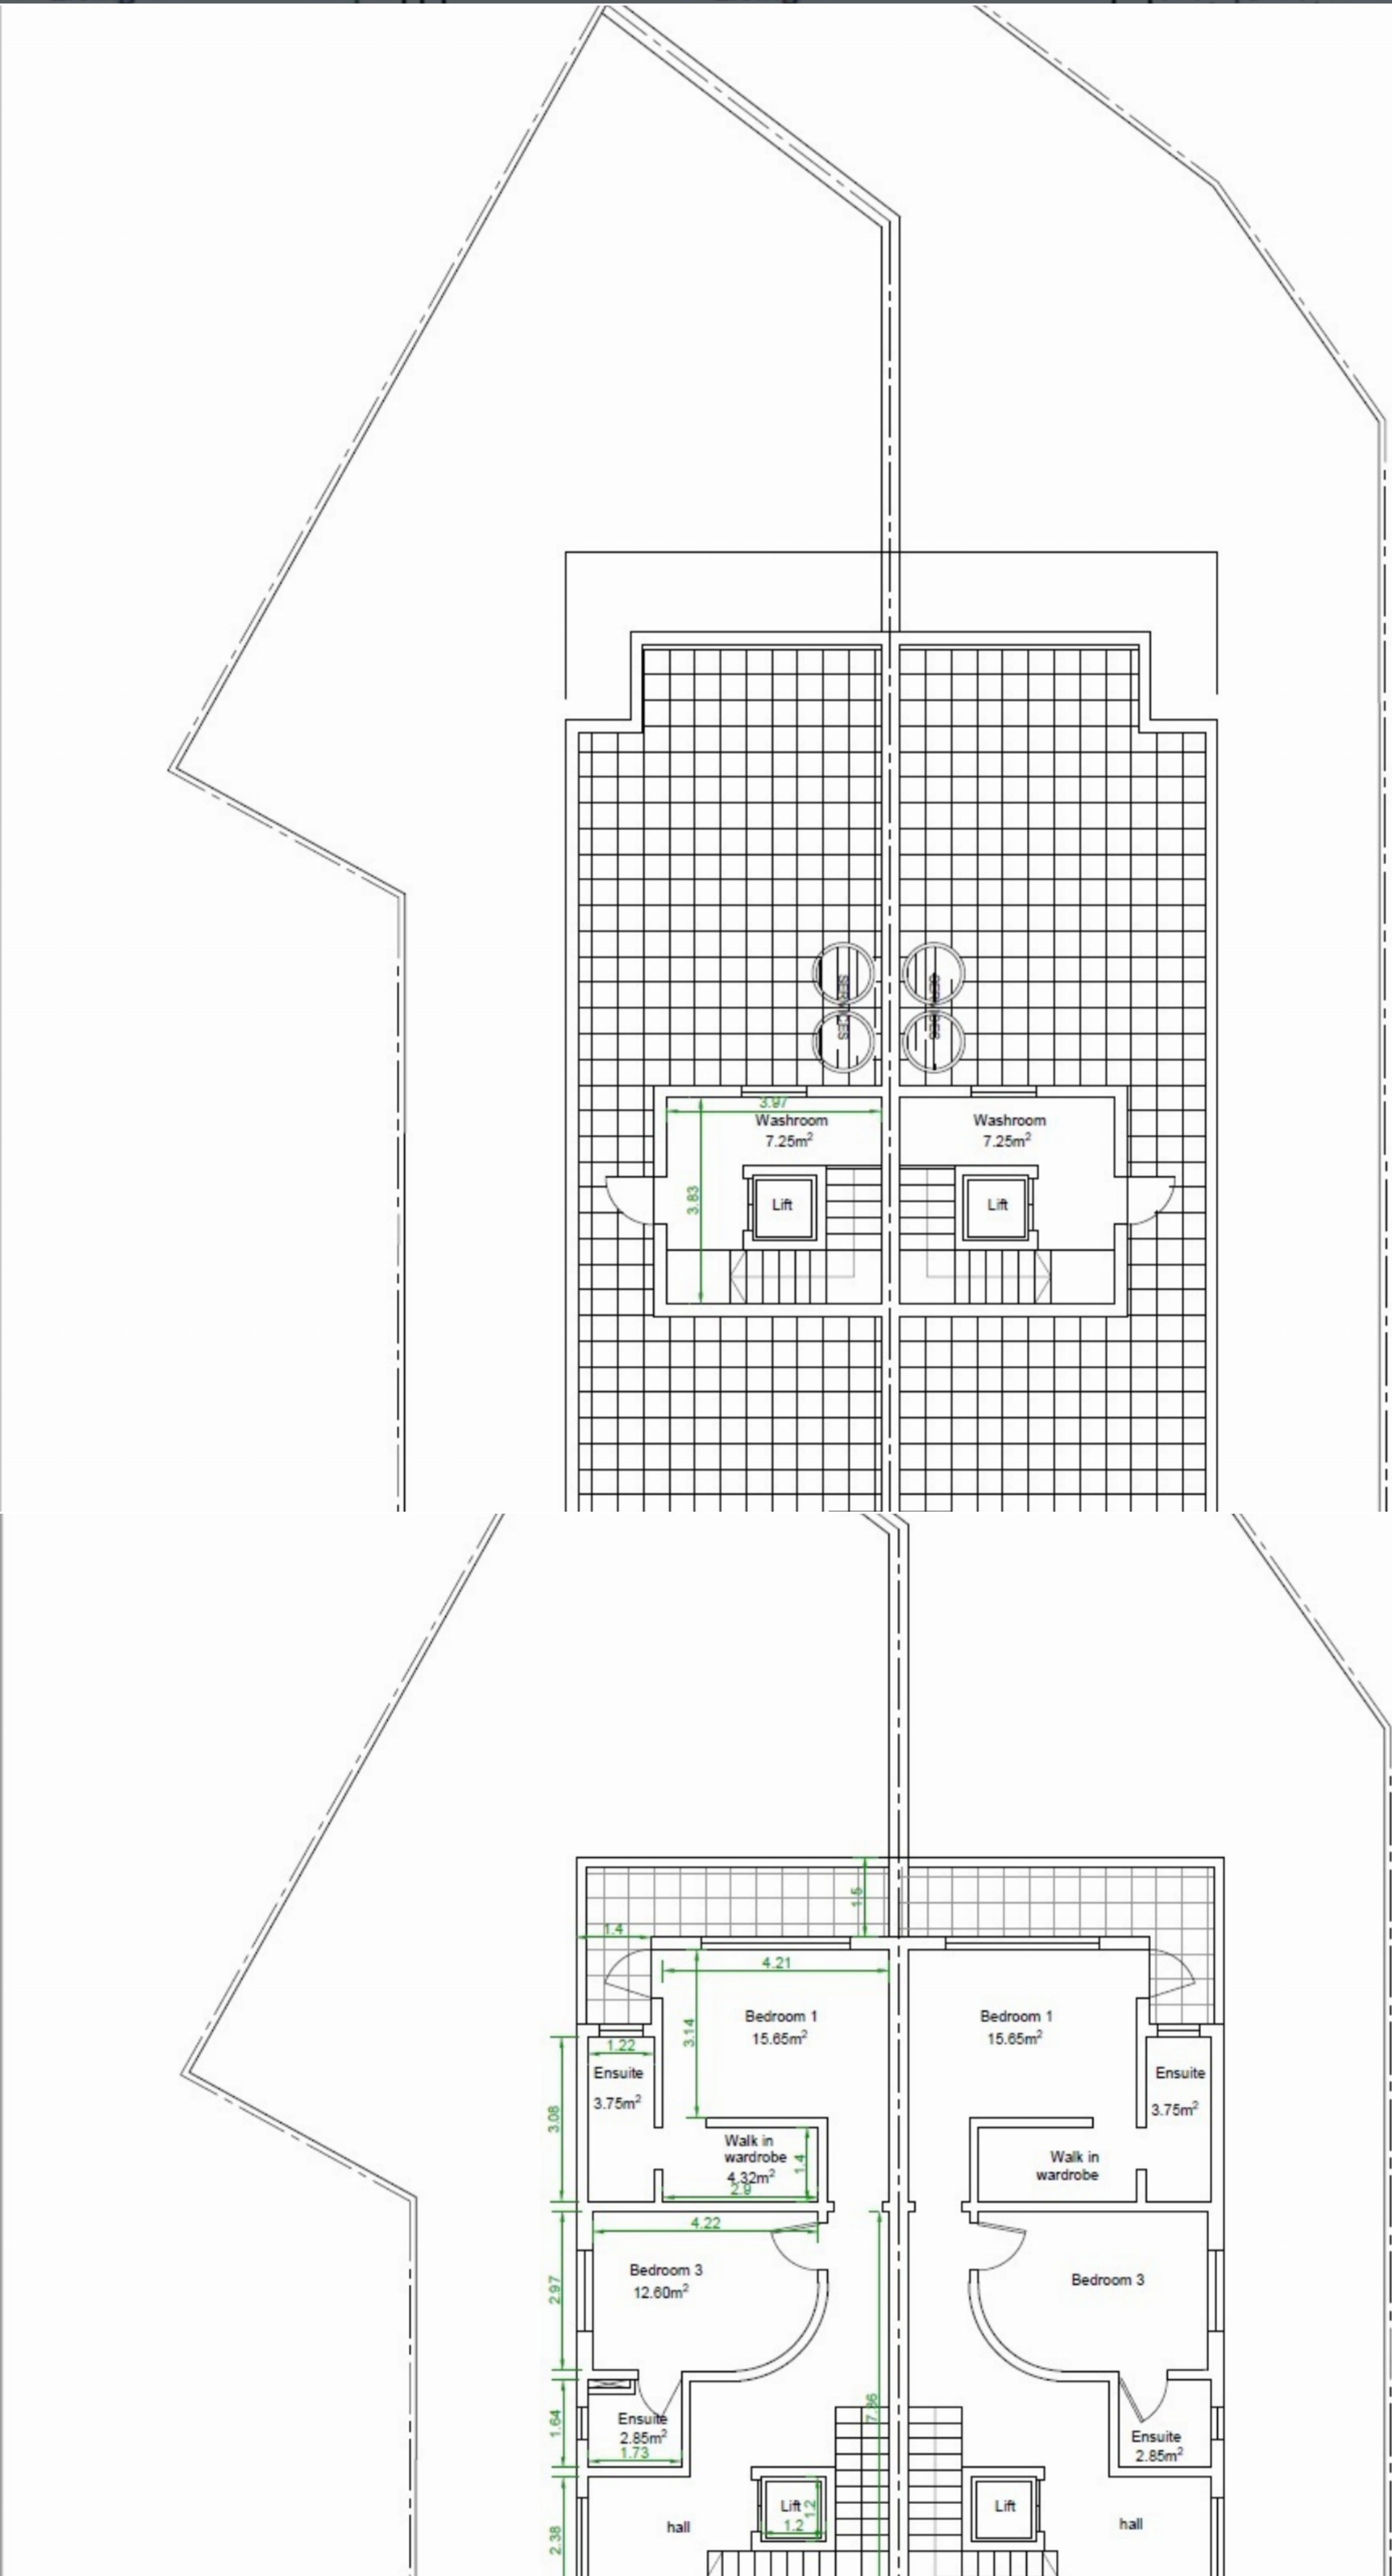 3.97
Washroom
7.25m²
Washroom
7.25m²
SERVICES
SERVICES
3.83
Lift
Lift
1.5
1.4
4.21
Bedroom 1
15.65m²
Bedroom 1
15.65m²
3.14
1.22
Ensuite
3.75m²
Ensuite
3.75m²
3.08
Walk in
wardrobe
4.32m²
1.4
2.9
Walk in
wardrobe
4.22
Bedroom 3
12.60m²
Bedroom 3
2.97
7.86
1.64
Ensuite
2.85m²
1.73
Ensuite
2.85m²
Lift
1.2
1.2
Lift
hall
hall
2.38